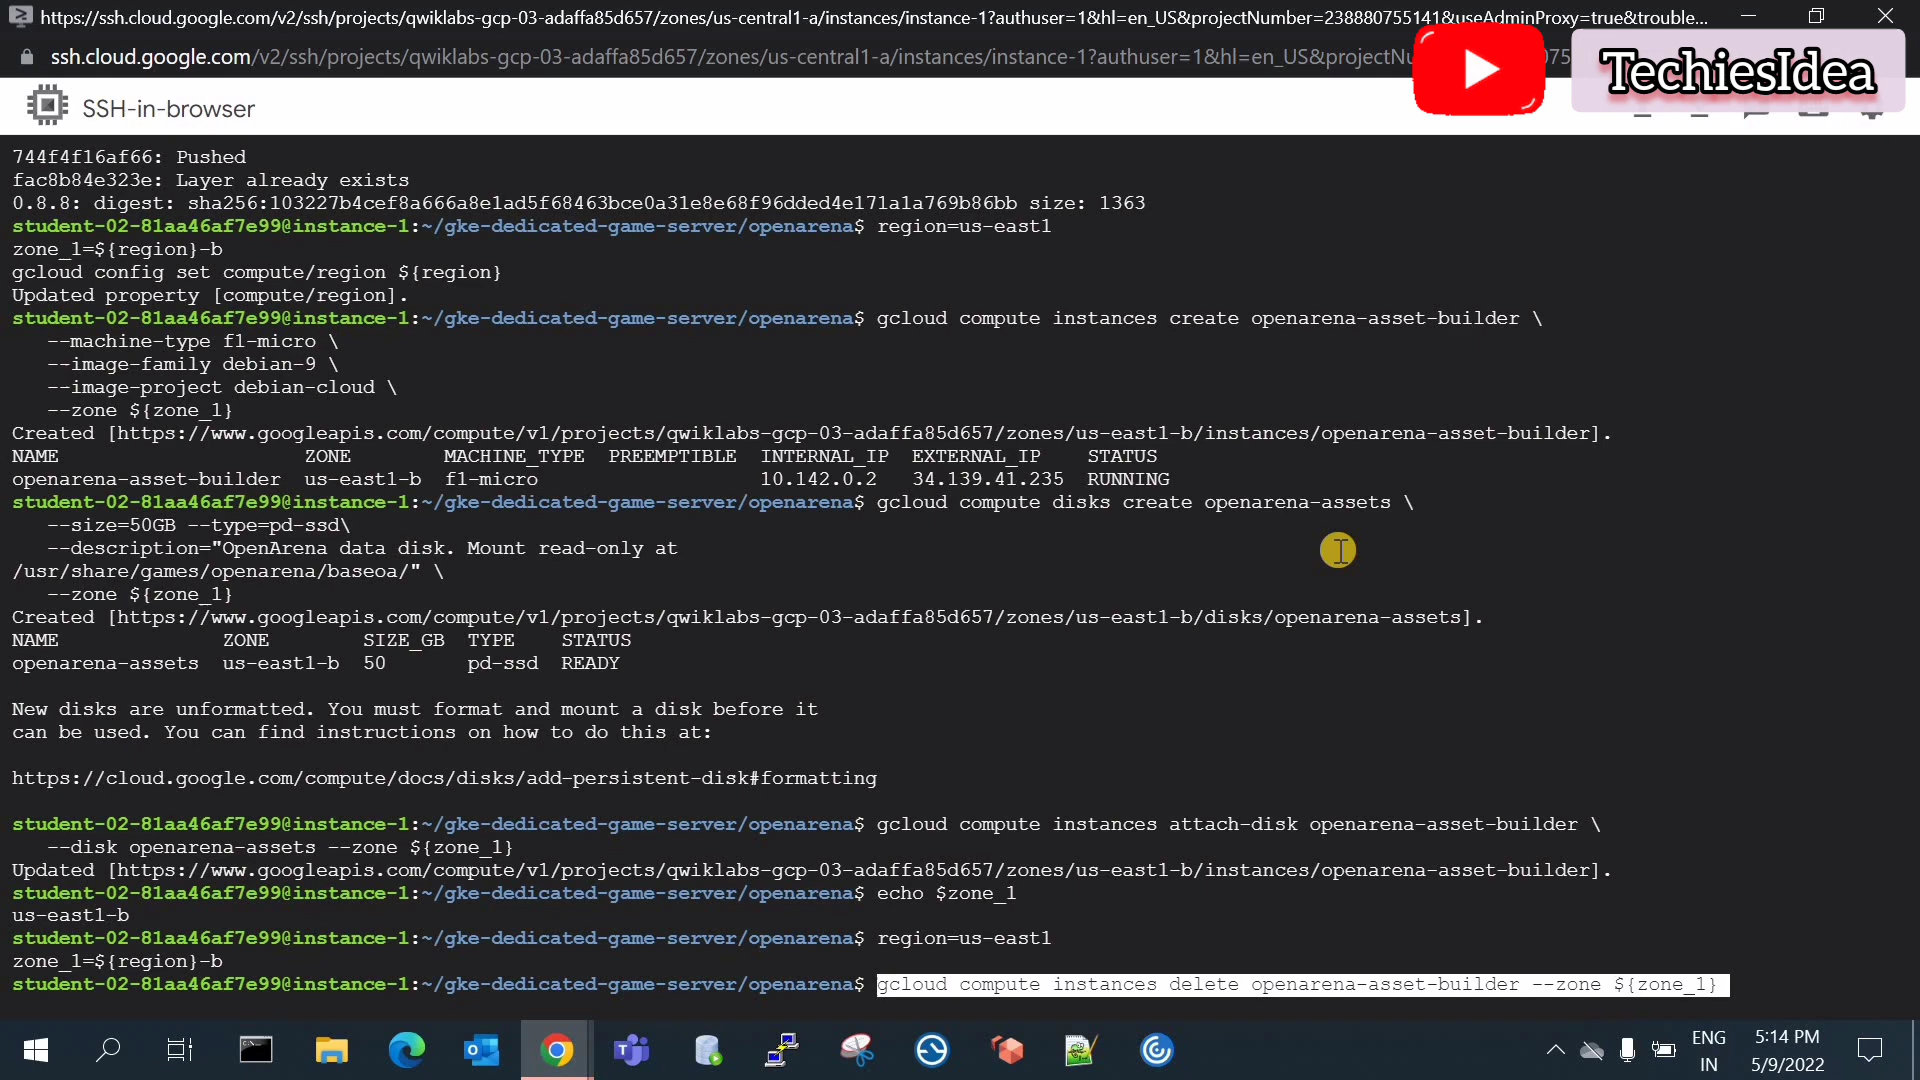 https://ssh.cloud.google.com/v2/ssh/projects/qwiklabs-gcp-03-adaffa85d657/zones/us-central1-a/instances/instance-1?authuser=1&hl=en_US&projectNumber=238880755141&useAdminProxy=true&trouble...
ssh.cloud.google.com/v2/ssh/projects/qwiklabs-gcp-03-adaffa85d657/zones/us-central1-a/instances/instance-1?authuser=1&hl=en_US&projectNu
TechiesIdea
SSH-in-browser
744f4f16af66: Pushed
fac8b84e323e: Layer already exists
0.8.8: digest: sha256:103227b4cef8a666a8e1ad5f68463bce0a31e8e68f96dded4e171a1a769b86bb size: 1363
student-02-81aa46af7e99@instance-1:~/gke-dedicated-game-server/openarena$ region=us-east1
zone_1=${region}-b
gcloud config set compute/region ${region}
Updated property [compute/region].
student-02-81aa46af7e99@instance-1:~/gke-dedicated-game-server/openarena$ gcloud compute instances create openarena-asset-builder \
--machine-type f1-micro \
--image-family debian-9 \
--image-project debian-cloud \
--zone ${zone_1}
Created [https://www.googleapis.com/compute/v1/projects/qwiklabs-gcp-03-adaffa85d657/zones/us-east1-b/instances/openarena-asset-builder].
NAME ZONE MACHINE_TYPE PREEMPTIBLE INTERNAL_IP EXTERNAL_IP STATUS
openarena-asset-builder us-east1-b f1-micro 10.142.0.2 34.139.41.235 RUNNING
student-02-81aa46af7e99@instance-1:~/gke-dedicated-game-server/openarena$ gcloud compute disks create openarena-assets \
--size=50GB --type=pd-ssd\
--description="OpenArena data disk. Mount read-only at
/usr/share/games/openarena/baseoa/" \
--zone ${zone_1}
Created [https://www.googleapis.com/compute/v1/projects/qwiklabs-gcp-03-adaffa85d657/zones/us-east1-b/disks/openarena-assets].
NAME ZONE SIZE_GB TYPE STATUS
openarena-assets us-east1-b 50 pd-ssd READY
New disks are unformatted. You must format and mount a disk before it
can be used. You can find instructions on how to do this at:
https://cloud.google.com/compute/docs/disks/add-persistent-disk#formatting
student-02-81aa46af7e99@instance-1:~/gke-dedicated-game-server/openarena$ gcloud compute instances attach-disk openarena-asset-builder \
--disk openarena-assets --zone ${zone_1}
Updated [https://www.googleapis.com/compute/v1/projects/qwiklabs-gcp-03-adaffa85d657/zones/us-east1-b/instances/openarena-asset-builder].
student-02-81aa46af7e99@instance-1:~/gke-dedicated-game-server/openarena$ echo $zone_1
us-east1-b
student-02-81aa46af7e99@instance-1:~/gke-dedicated-game-server/openarena$ region=us-east1
zone_1=${region}-b
student-02-81aa46af7e99@instance-1:~/gke-dedicated-game-server/openarena$ gcloud compute instances delete openarena-asset-builder --zone ${zone_1}
ENG
IN
5:14 PM
5/9/2022